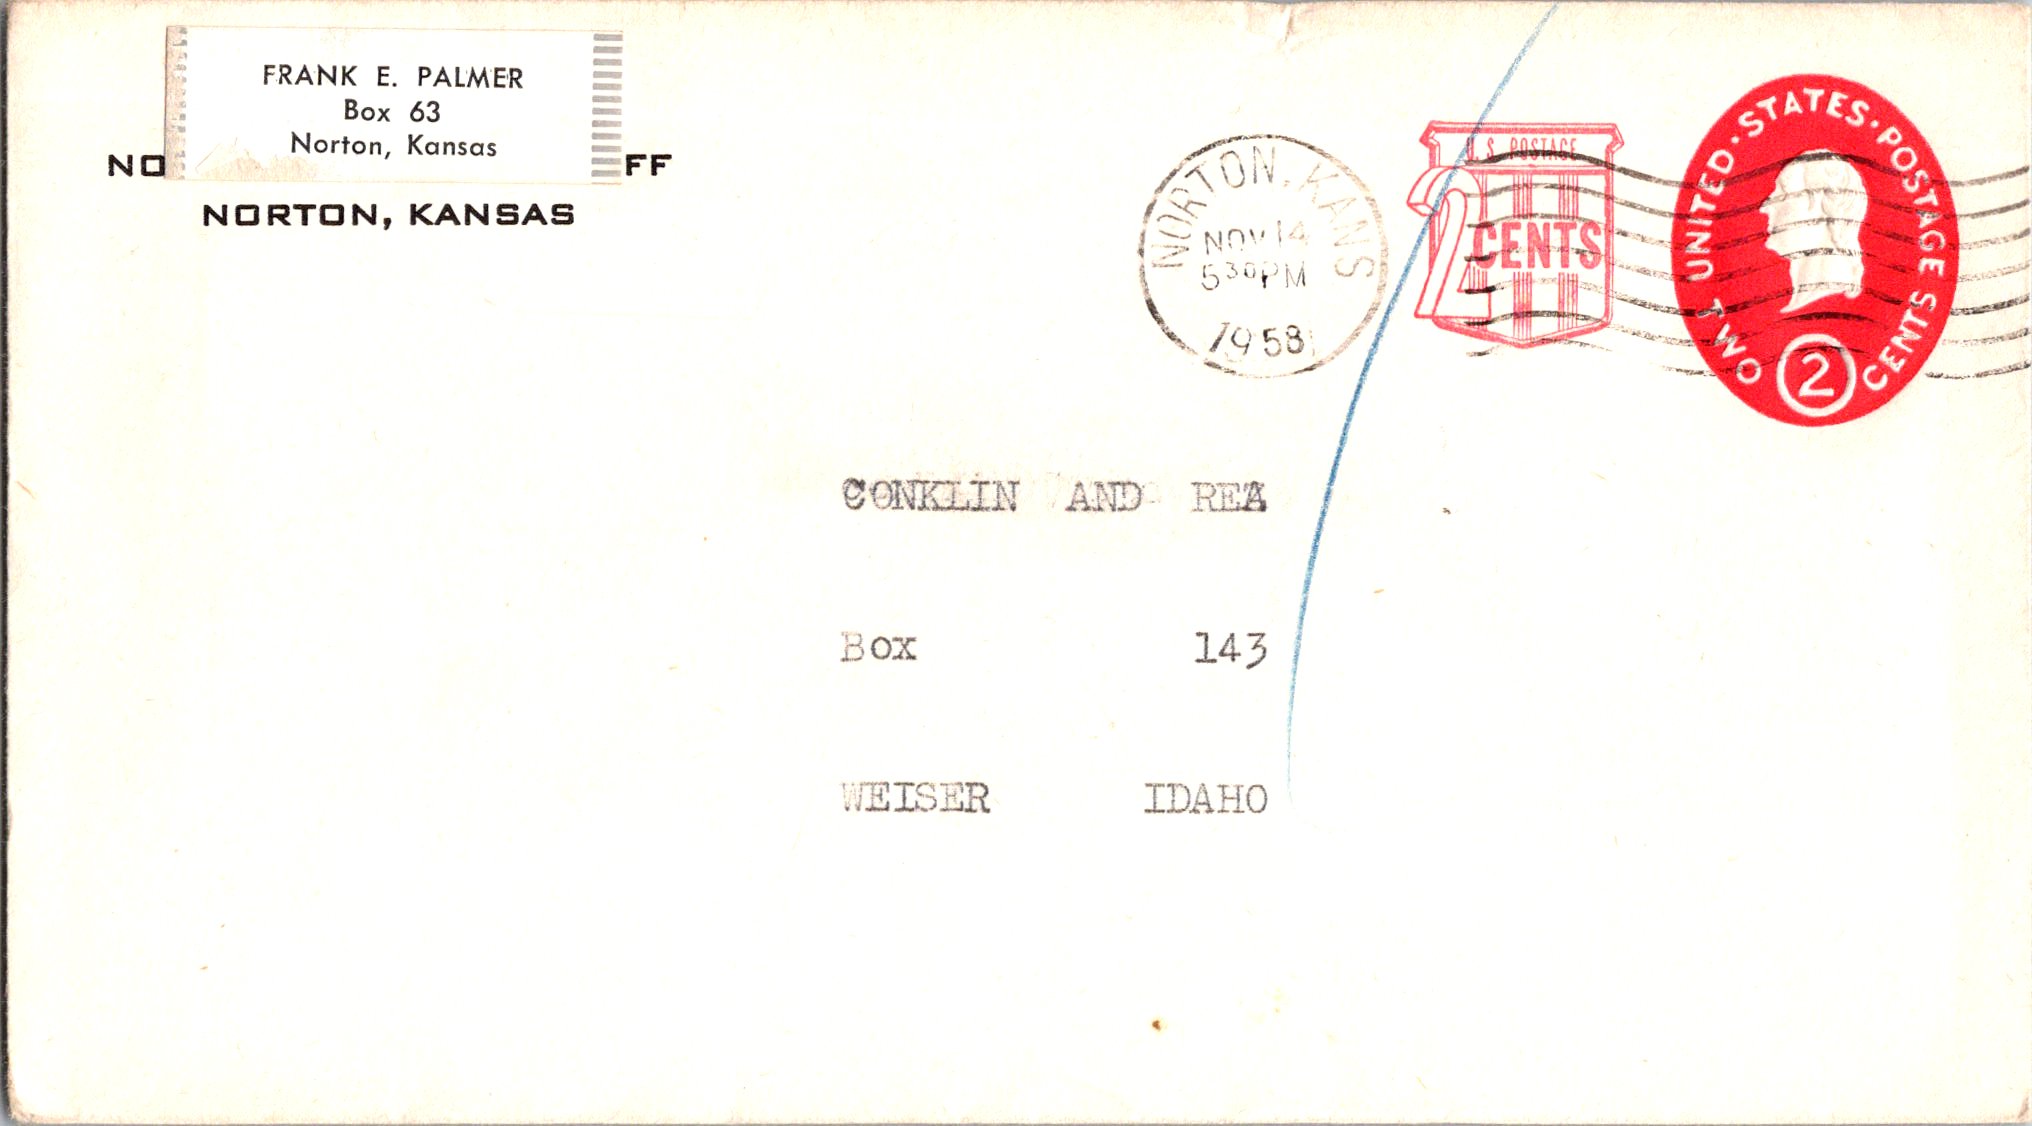 FRANK E. PALMER
Box 63
Norton, Kansas
NO FF
NORTON, KANSAS
NORTON, KANS
NOV 14
5 30 PM
1958
U.S. POSTAGE
2 CENTS
UNITED · STATES · POSTAGE
TWO 2 CENTS
CONKLIN AND REA
Box 143
WEISER IDAHO